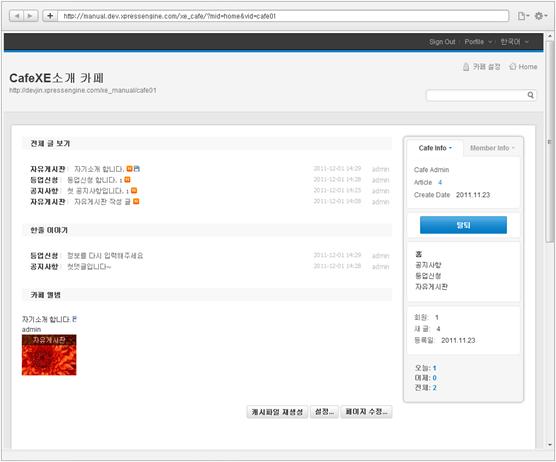 http://manual.dev.xpressengine.com/xe_cafe/?mid=home&vid=cafe01
Sign Out Porfile 한국어
카페 설정 Home
CafeXE소개 카페
http://devjin.xpressengine.com/xe_manual/cafe01
전체 글 보기
자유게시판 자기소개 합니다. 2011-12-01 14:29 admin
등업신청 등업신청 합니다. 1 2011-12-01 14:28 admin
공지사항 첫 공지사항입니다. 1 2011-12-01 14:23 admin
자유게시판 자유게시판 작성 글 2011-12-01 14:08 admin
한줄 이야기
등업신청 정보를 다시 입력해주세요 2011-12-01 14:29 admin
공지사항 첫댓글입니다~ 2011-12-01 14:28 admin
카페 앨범
자기소개 합니다.
admin
자유게시판
캐시파일 재생성 설정... 페이지 수정...
Cafe Info Member Info
Cafe Admin
Article 4
Create Date 2011.11.23
탈퇴
홈
공지사항
등업신청
자유게시판
회원: 1
새 글: 4
등록일: 2011.11.23
오늘: 1
어제: 0
전체: 2